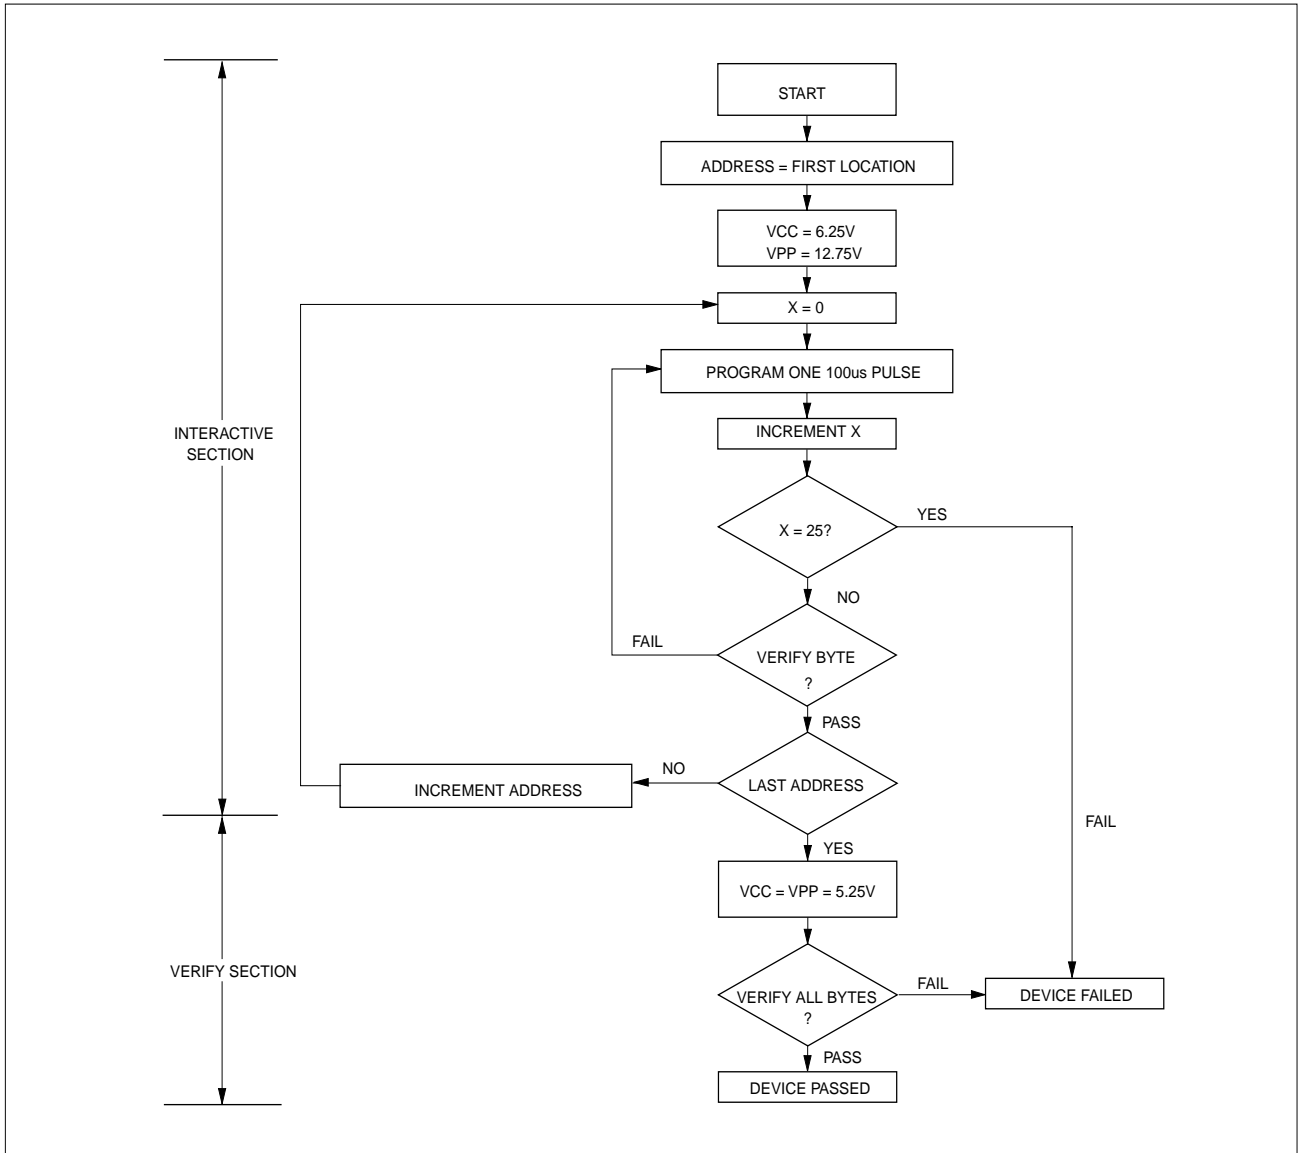 START
ADDRESS = FIRST LOCATION
VCC = 6.25V
VPP = 12.75V
X = 0
PROGRAM ONE 100us PULSE
INCREMENT X
INTERACTIVE
SECTION
X = 25?
YES
NO
FAIL
VERIFY BYTE
?
PASS
NO
LAST ADDRESS
INCREMENT ADDRESS
FAIL
YES
VCC = VPP = 5.25V
VERIFY SECTION
VERIFY ALL BYTES
?
FAIL
DEVICE FAILED
PASS
DEVICE PASSED